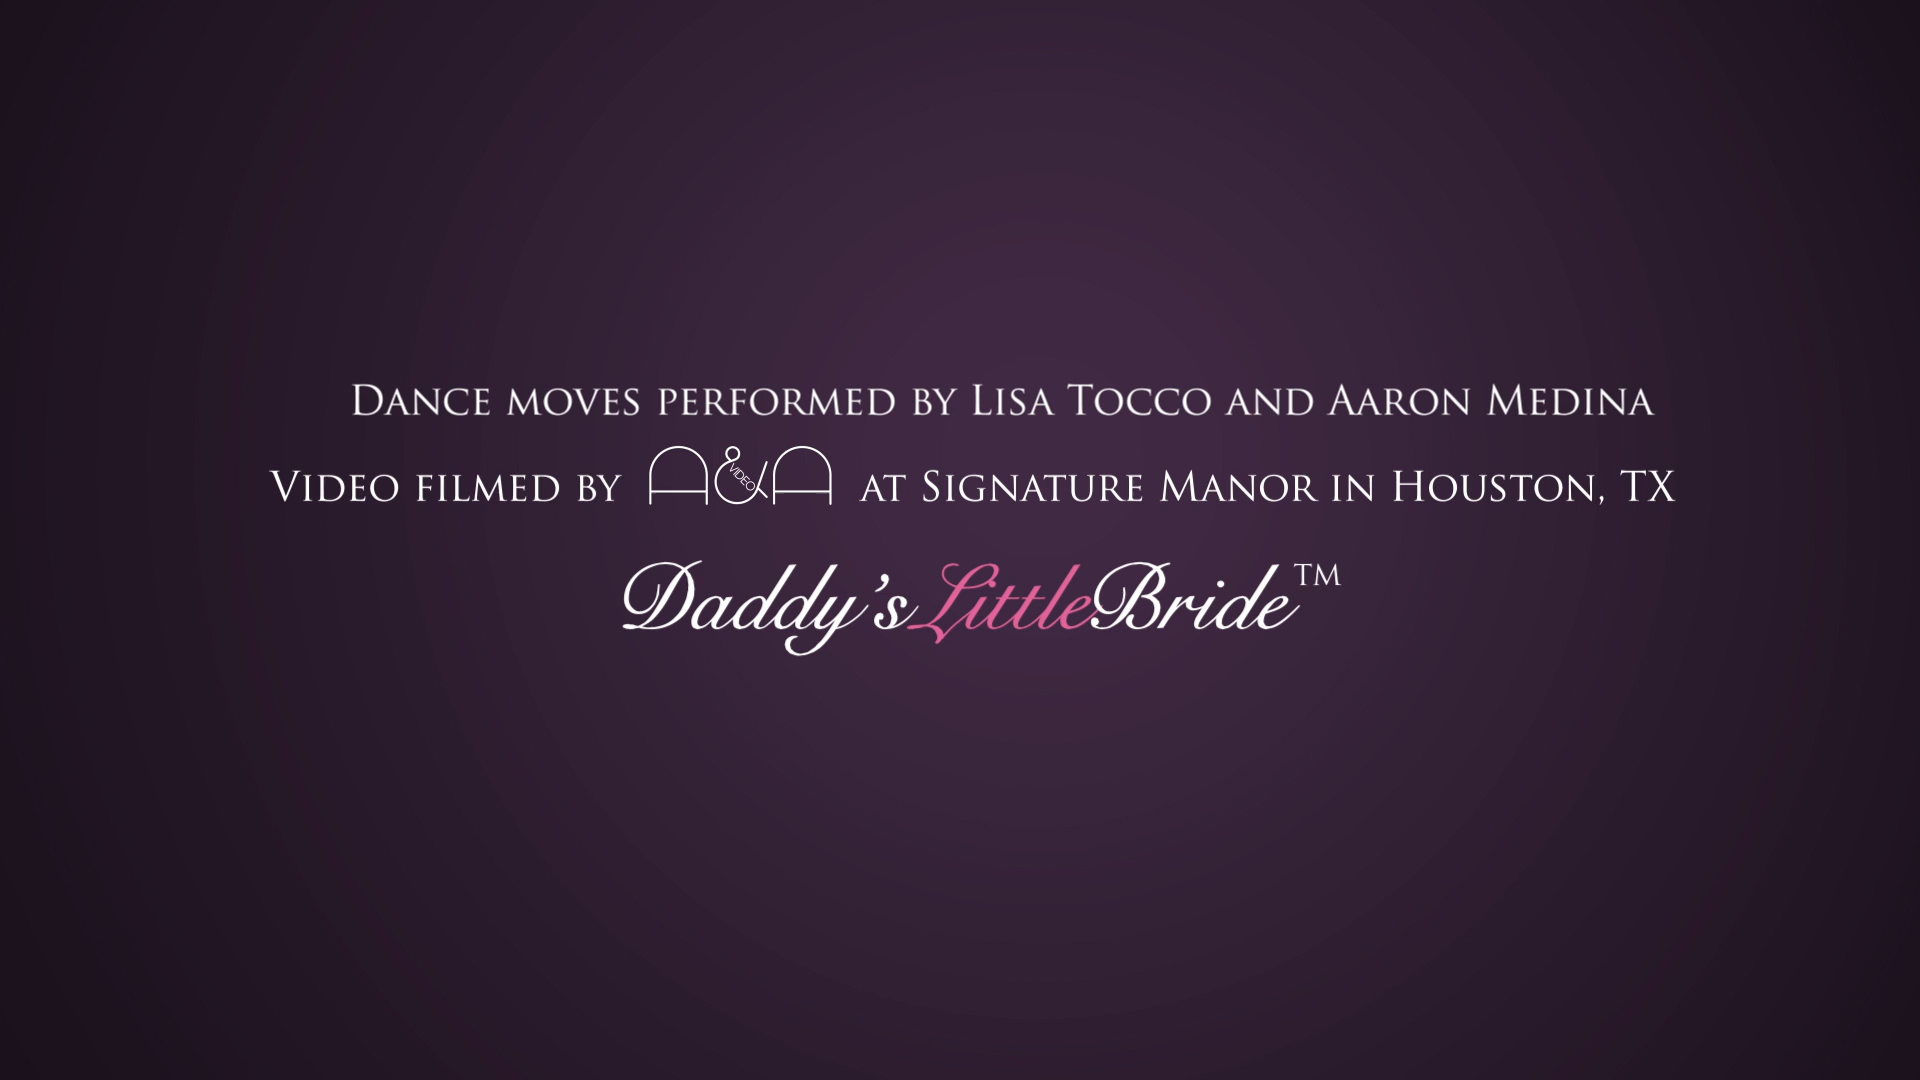 Dance moves performed by Lisa Tocco and Aaron Medina
Video filmed by A&A VIDEO at Signature Manor in Houston, TX
Daddy's Little Bride™